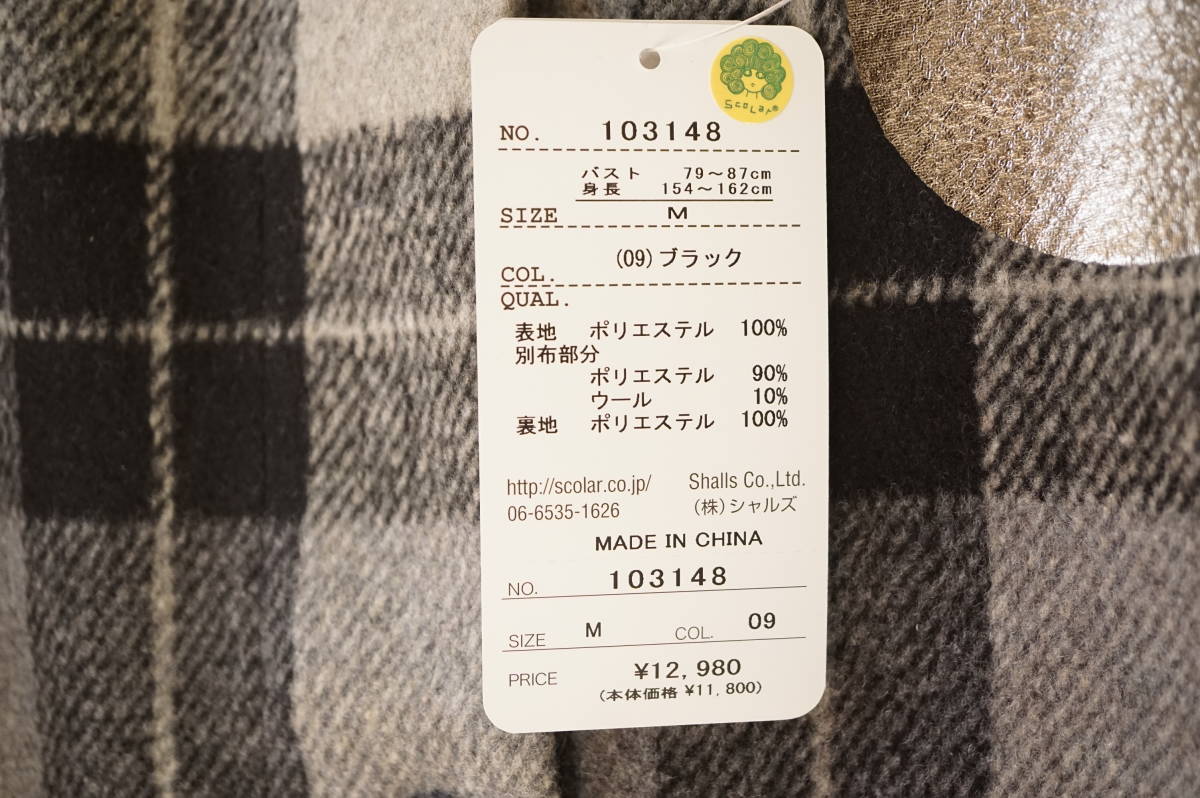 ScoLar®
NO. 103148
バスト 79～87cm
身長 154～162cm
SIZE M
(09)ブラック
COL.
QUAL.
表地 ポリエステル 100%
別布部分
ポリエステル 90%
ウール 10%
裏地 ポリエステル 100%
http://scolar.co.jp/ Shalls Co.,Ltd.
06-6535-1626 (株)シャルズ
MADE IN CHINA
NO. 103148
SIZE M COL. 09
PRICE ¥12,980
(本体価格 ¥11,800)